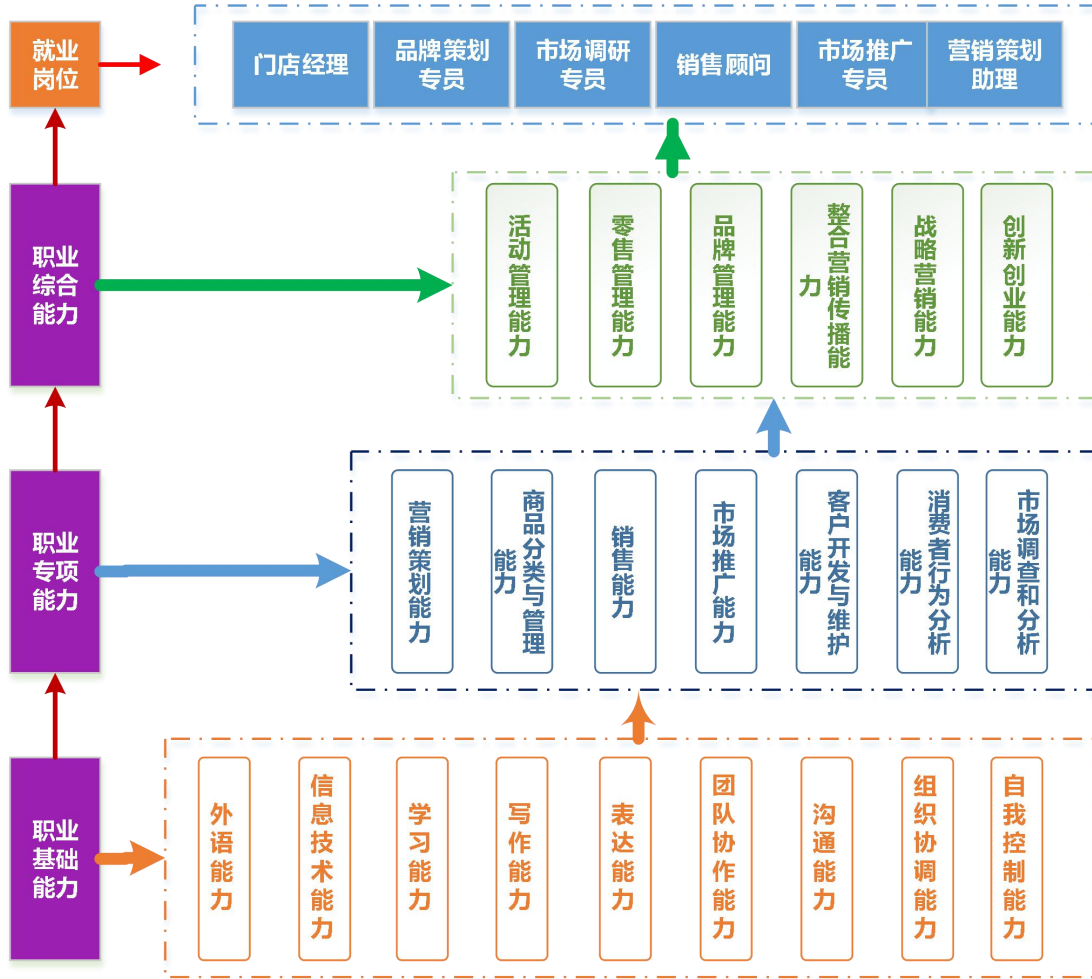 就业
岗位
门店经理
品牌策划
专员
市场调研
专员
销售顾问
市场推广
专员
营销策划
助理
职业
综合
能力
活动管理能力
零售管理能力
品牌管理能力
整合营销传播能
力
战略营销能力
创新创业能力
职业
专项
能力
营销策划能力
商品分类与管理
能力
销售能力
市场推广能力
客户开发与维护
能力
消费者行为分析
能力
市场调查和分析
能力
职业
基础
能力
外语能力
信息技术能力
学习能力
写作能力
表达能力
团队协作能力
沟通能力
组织协调能力
自我控制能力